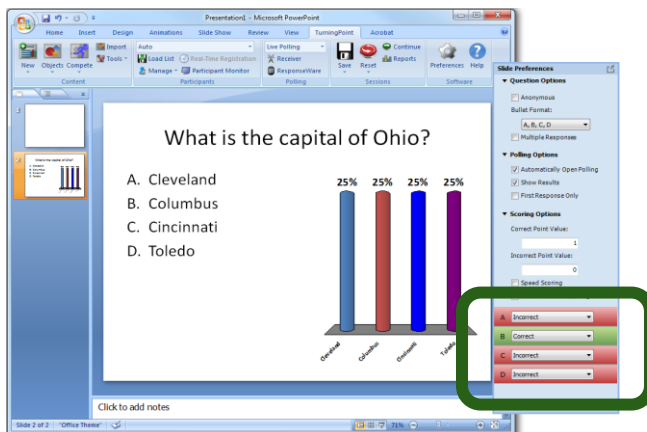 Presentation1 - Microsoft PowerPoint
Home Insert Design Animations Slide Show Review View TurningPoint Acrobat
New Objects Compete
Import
Tools
Content
Auto
Load List Real-Time Registration
Manage Participant Monitor
Participants
Live Polling
Receiver
ResponseWare
Polling
Save Reset
Continue
Reports
Sessions
Preferences Help
Software
What is the capital of Ohio?
A. Cleveland
B. Columbus
C. Cincinnati
D. Toledo
25% 25% 25% 25%
Cleveland Columbus Cincinnati Toledo
Click to add notes
Slide 2 of 2 "Office Theme" 71%
Slide Preferences
Question Options
Anonymous
Bullet Format:
A, B, C, D
Multiple Responses
Polling Options
Automatically Open Polling
Show Results
First Response Only
Scoring Options
Correct Point Value:
1
Incorrect Point Value:
0
Speed Scoring
A Incorrect
B Correct
C Incorrect
D Incorrect